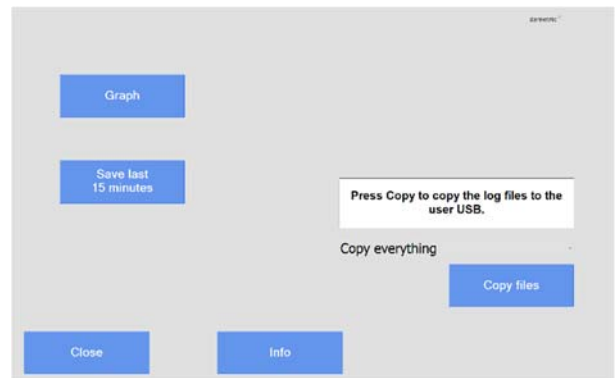 Graph
Save last
15 minutes
Press Copy to copy the log files to the
user USB.
Copy everything
Copy files
Close
Info